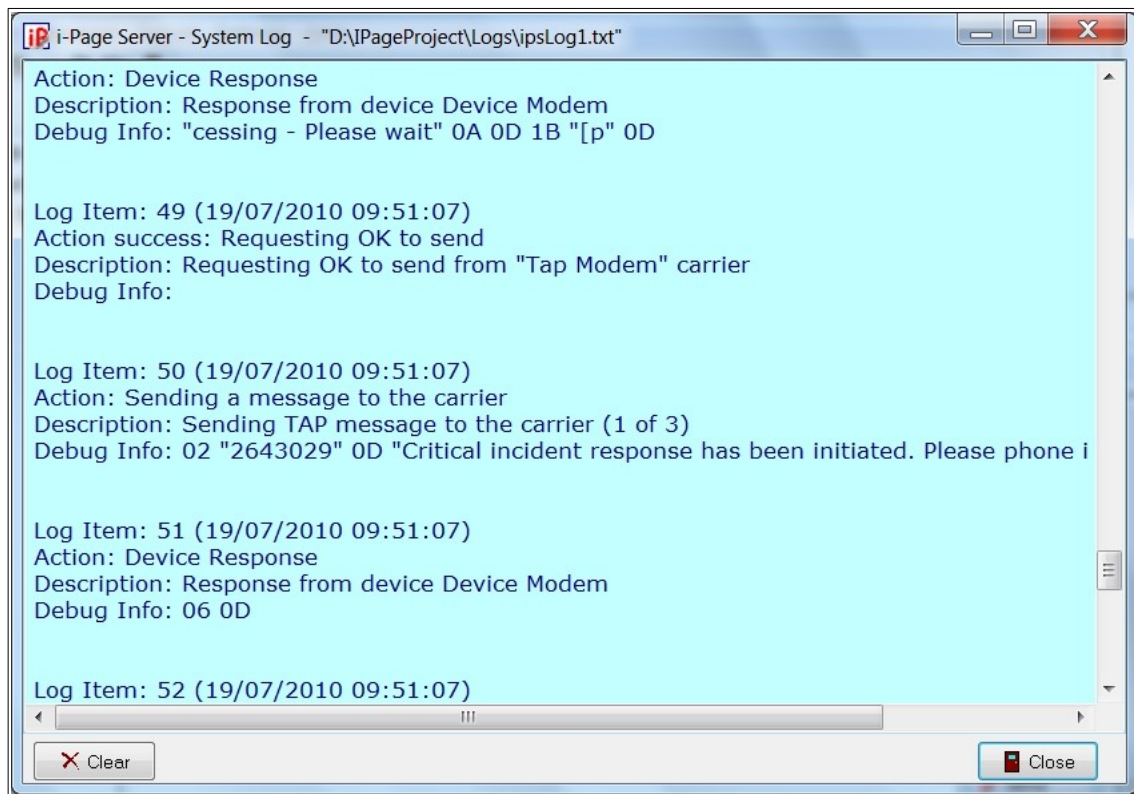 iP i-Page Server - System Log - "D:\IPageProject\Logs\ipsLog1.txt"
Action: Device Response
Description: Response from device Device Modem
Debug Info: "cessing - Please wait" 0A 0D 1B "[p" 0D
Log Item: 49 (19/07/2010 09:51:07)
Action success: Requesting OK to send
Description: Requesting OK to send from "Tap Modem" carrier
Debug Info:
Log Item: 50 (19/07/2010 09:51:07)
Action: Sending a message to the carrier
Description: Sending TAP message to the carrier (1 of 3)
Debug Info: 02 "2643029" 0D "Critical incident response has been initiated. Please phone i
Log Item: 51 (19/07/2010 09:51:07)
Action: Device Response
Description: Response from device Device Modem
Debug Info: 06 0D
Log Item: 52 (19/07/2010 09:51:07)
Clear
Close